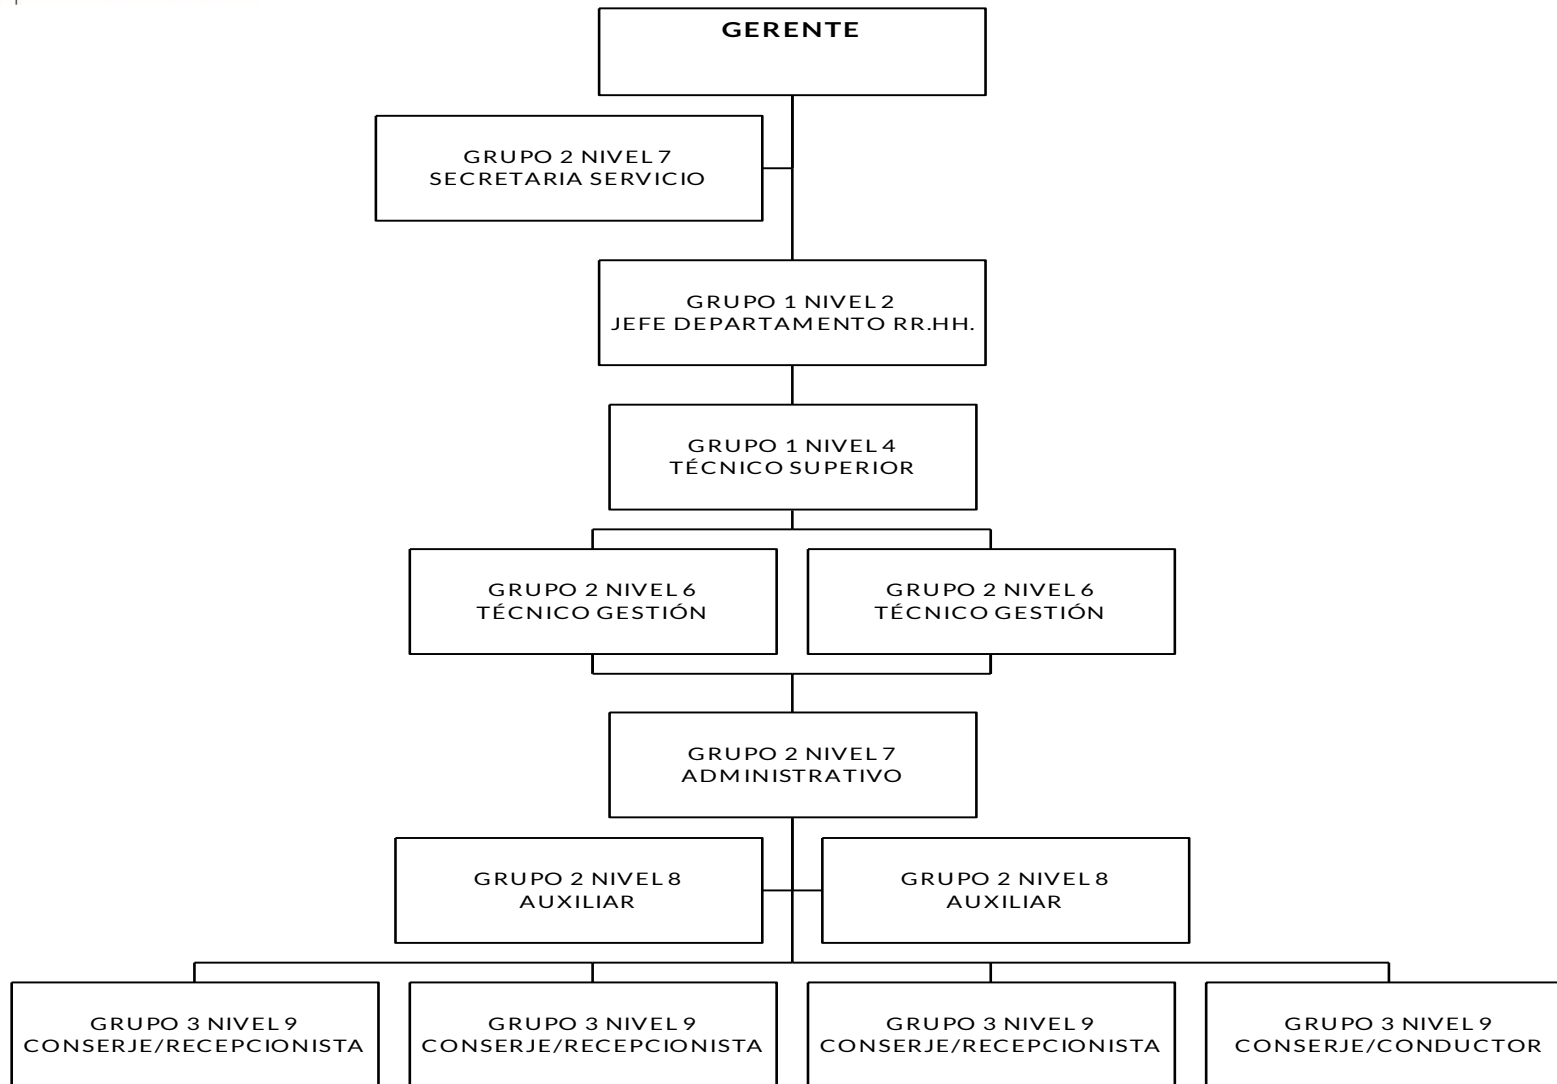 GERENTE
GRUPO 2 NIVEL 7
SECRETARIA SERVICIO
GRUPO 1 NIVEL 2
JEFE DEPARTAMENTO RR.HH.
GRUPO 1 NIVEL 4
TÉCNICO SUPERIOR
GRUPO 2 NIVEL 6
TÉCNICO GESTIÓN
GRUPO 2 NIVEL 6
TÉCNICO GESTIÓN
GRUPO 2 NIVEL 7
ADMINISTRATIVO
GRUPO 2 NIVEL 8
AUXILIAR
GRUPO 2 NIVEL 8
AUXILIAR
GRUPO 3 NIVEL 9
CONSERJE/RECEPCIONISTA
GRUPO 3 NIVEL 9
CONSERJE/RECEPCIONISTA
GRUPO 3 NIVEL 9
CONSERJE/RECEPCIONISTA
GRUPO 3 NIVEL 9
CONSERJE/CONDUCTOR